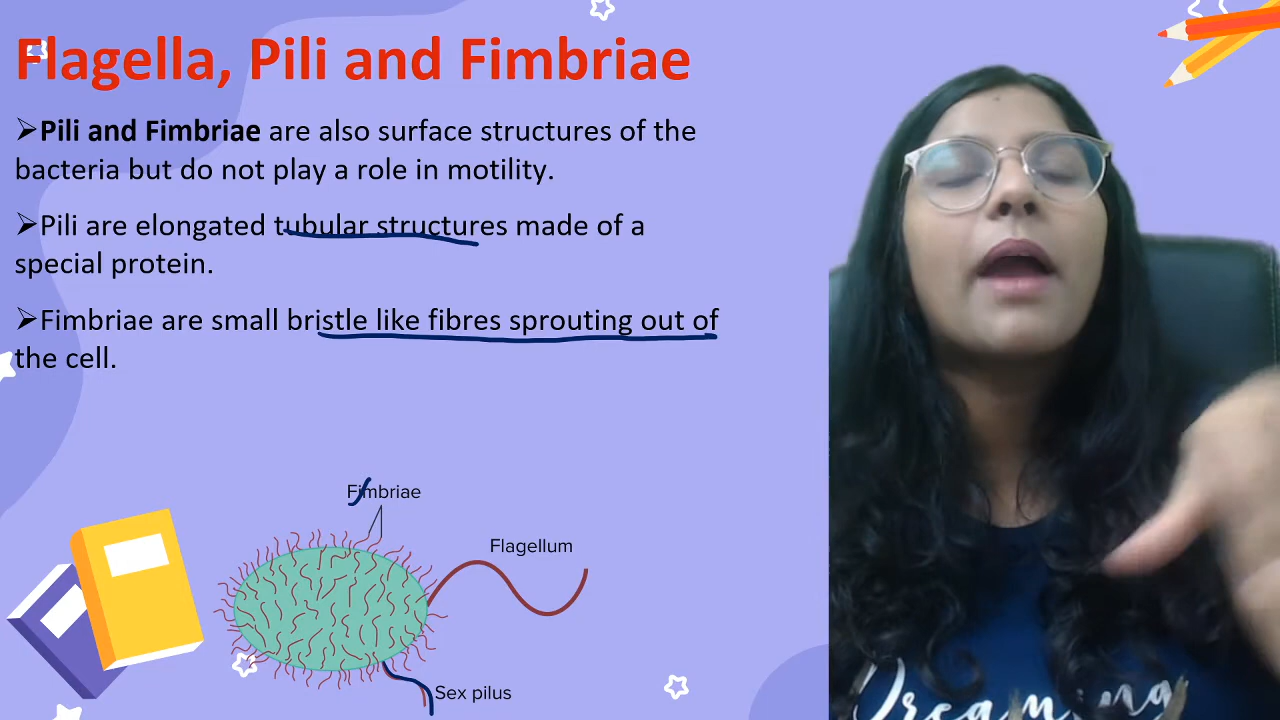 Flagella, Pili and Fimbriae
➢Pili and Fimbriae are also surface structures of the
bacteria but do not play a role in motility.
➢Pili are elongated tubular structures made of a
special protein.
➢Fimbriae are small bristle like fibres sprouting out of
the cell.
Fimbriae
Flagellum
Sex pilus
Dreaming